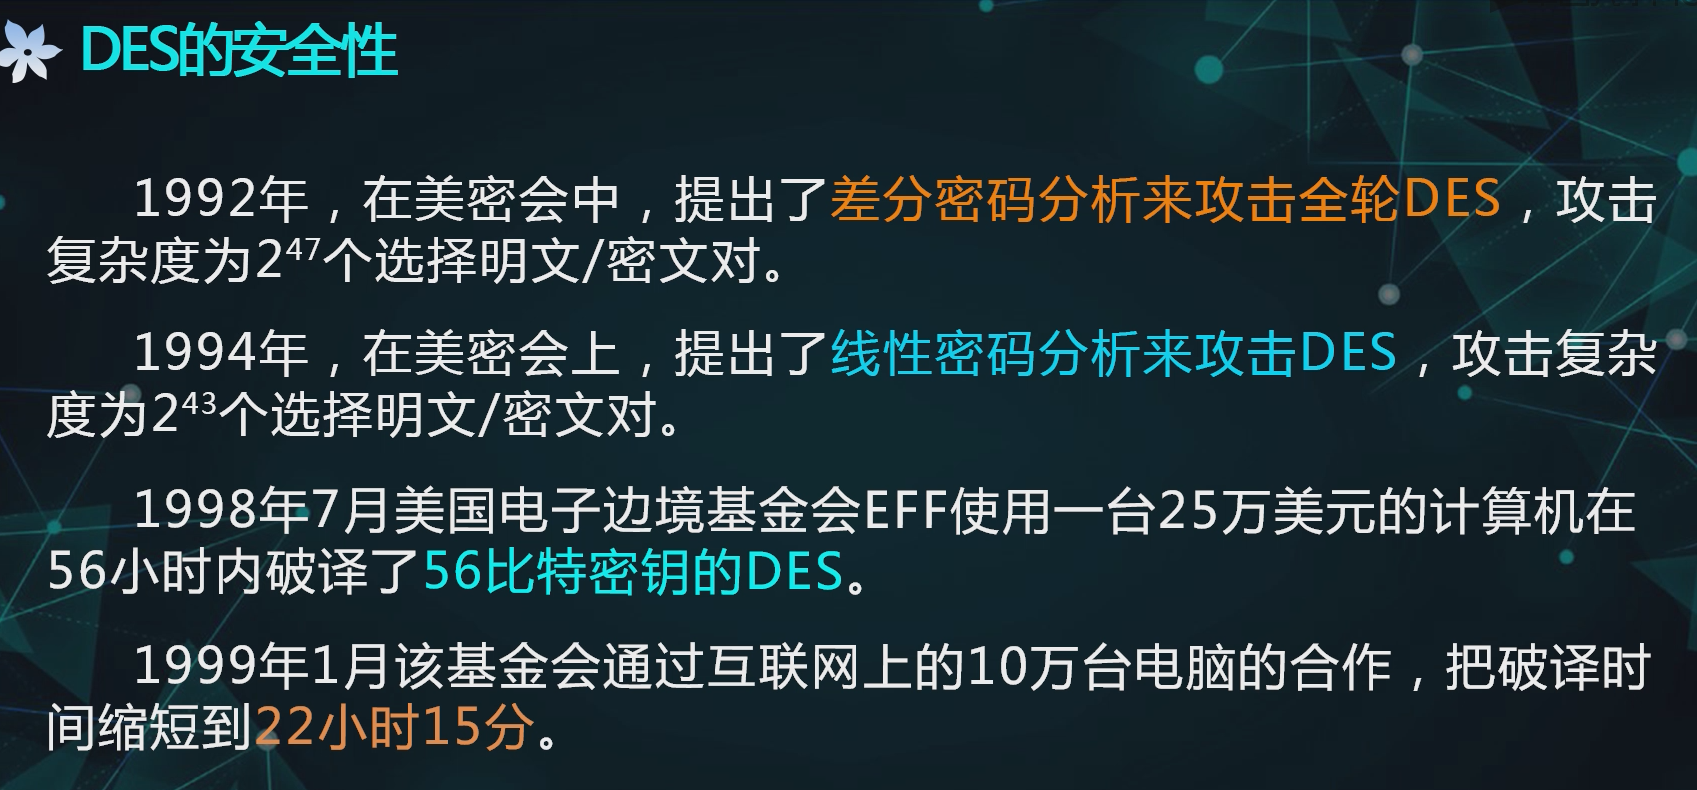 DES的安全性
1992年，在美密会中，提出了差分密码分析来攻击全轮DES，攻击
复杂度为2⁴⁷个选择明文/密文对。
1994年，在美密会上，提出了线性密码分析来攻击DES，攻击复杂
度为2⁴³个选择明文/密文对。
1998年7月美国电子边境基金会EFF使用一台25万美元的计算机在
56小时内破译了56比特密钥的DES。
1999年1月该基金会通过互联网上的10万台电脑的合作，把破译时
间缩短到22小时15分。